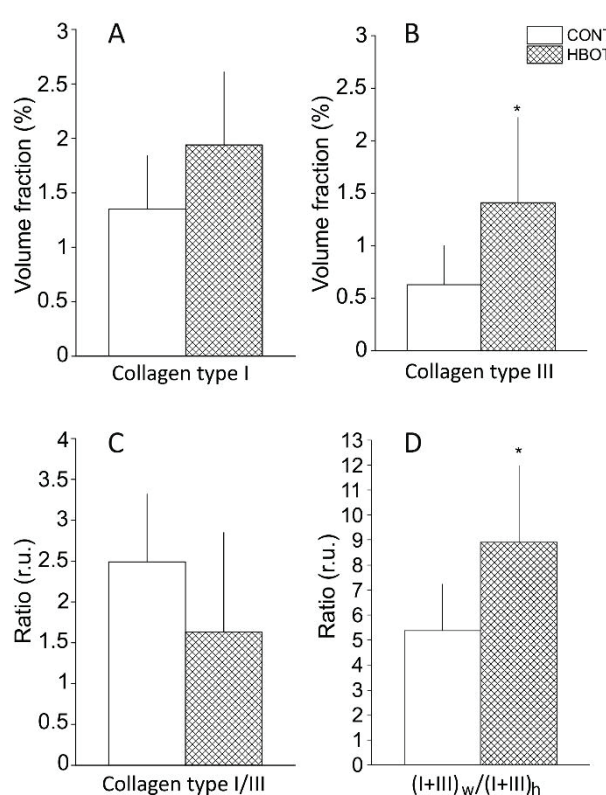 A
3
2.5
2
1.5
1
0.5
0
Volume fraction (%)
Collagen type I
B
CONT
HBOT
3
2.5
2
1.5
1
0.5
0
Volume fraction (%)
*
Collagen type III
C
4
3.5
3
2.5
2
1.5
1
0.5
0
Ratio (r.u.)
Collagen type I/III
D
13
12
11
10
9
8
7
6
5
4
3
2
1
0
Ratio (r.u.)
*
(I+III)w/(I+III)h